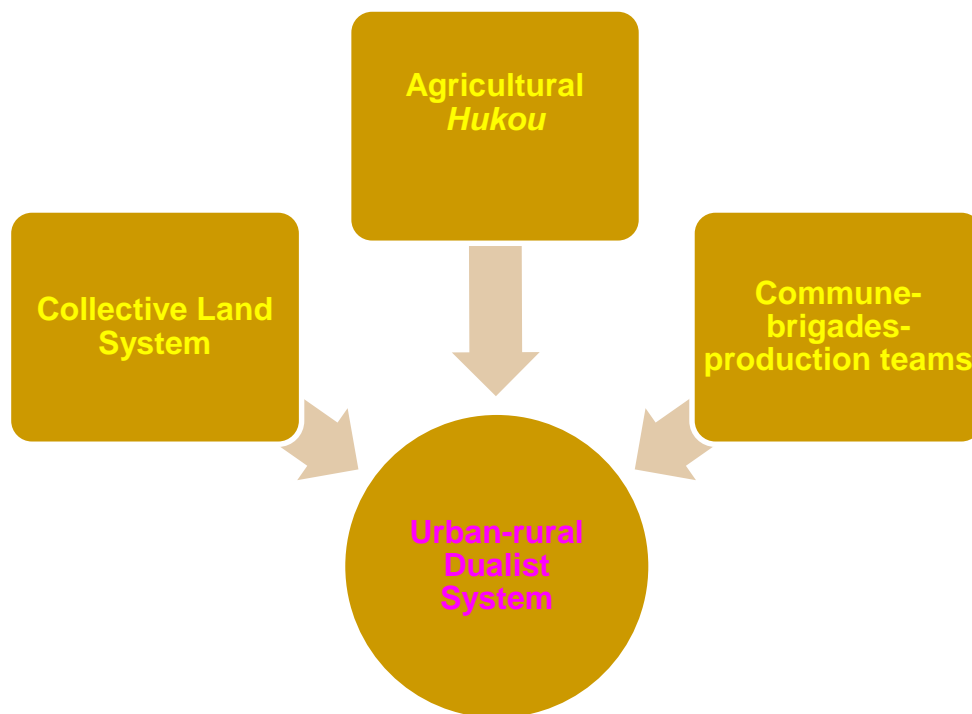 Agricultural
Hukou
Collective Land
System
Commune-
brigades-
production teams
Urban-rural
Dualist
System